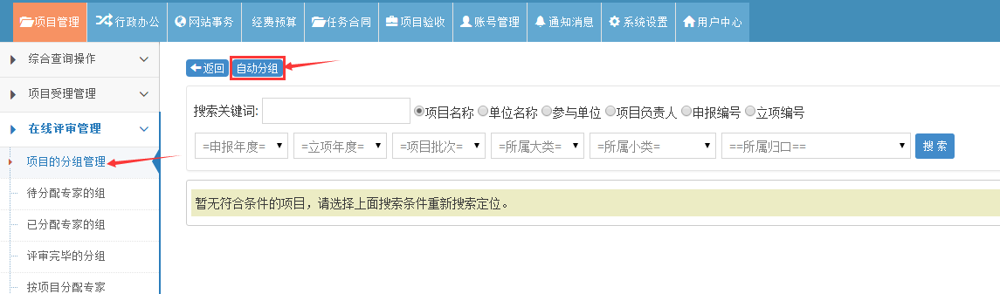 项目管理 行政办公 网站事务 经费预算 任务合同 项目验收 账号管理 通知消息 系统设置 用户中心
综合查询操作
项目受理管理
在线评审管理
项目的分组管理
待分配专家的组
已分配专家的组
评审完毕的分组
按项目分配专家
返回 自动分组
搜索关键词: 项目名称 单位名称 参与单位 项目负责人 申报编号 立项编号
=申报年度= =立项年度= =项目批次= =所属大类= =所属小类= ==所属归口== 搜 索
暂无符合条件的项目，请选择上面搜索条件重新搜索定位。